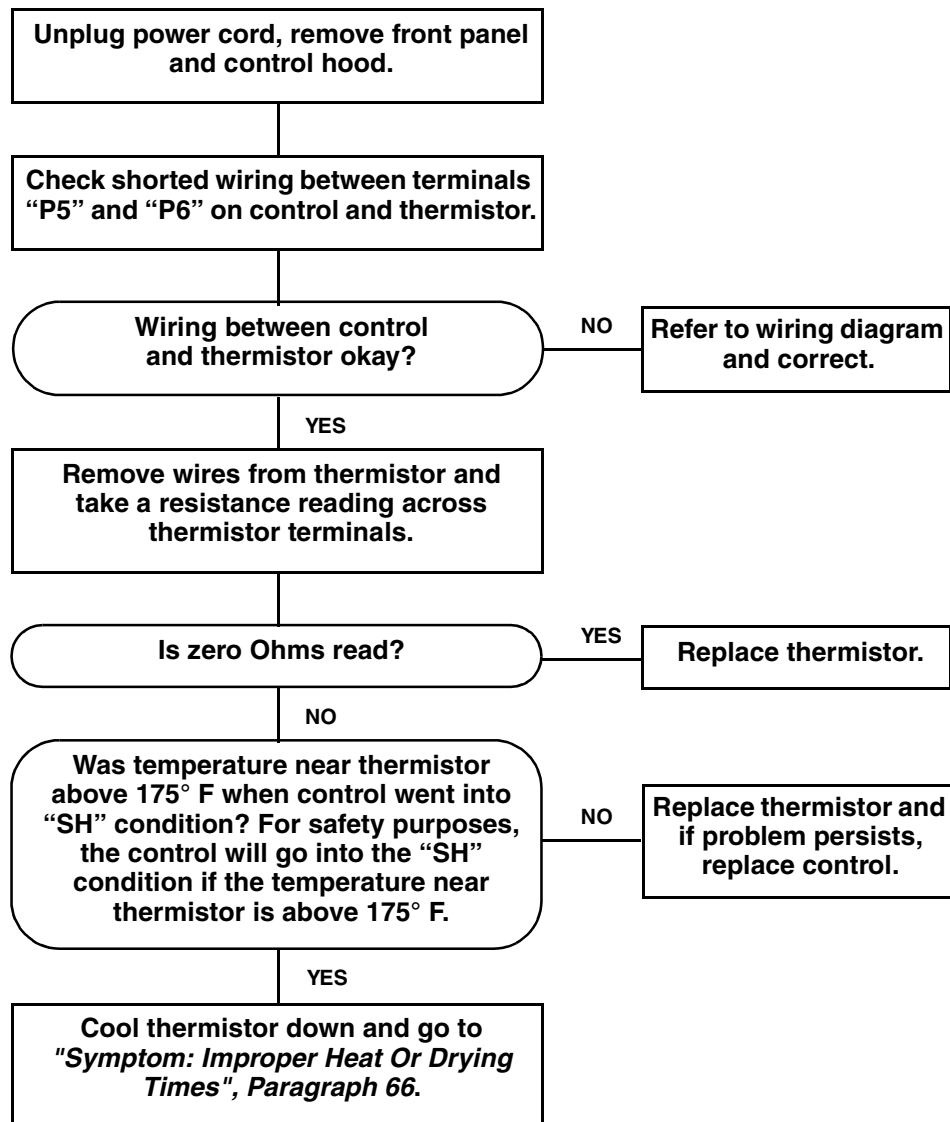 Unplug power cord, remove front panel
and control hood.
Check shorted wiring between terminals
“P5” and “P6” on control and thermistor.
Wiring between control
and thermistor okay?
NO
Refer to wiring diagram
and correct.
YES
Remove wires from thermistor and
take a resistance reading across
thermistor terminals.
Is zero Ohms read?
YES
Replace thermistor.
NO
Was temperature near thermistor
above 175° F when control went into
“SH” condition? For safety purposes,
the control will go into the “SH”
condition if the temperature near
thermistor is above 175° F.
NO
Replace thermistor and
if problem persists,
replace control.
YES
Cool thermistor down and go to
"Symptom: Improper Heat Or Drying
Times", Paragraph 66.